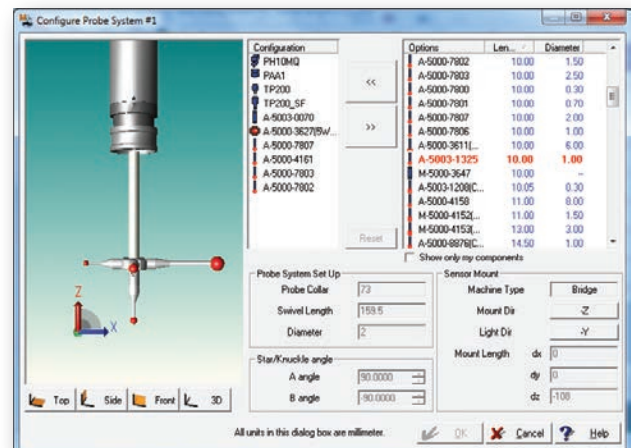 Configure Probe System #1
Configuration
PH10MQ
PAA1
TP200
TP200_SF
A-5003-0070
A-5000-3627(5W...
A-5000-7807
A-5000-4161
A-5000-7803
A-5000-7802
<<
>>
Reset
Options Len... Diameter
A-5000-7802 10.00 1.50
A-5000-7803 10.00 2.50
A-5000-7800 10.00 0.30
A-5000-7801 10.00 0.70
A-5000-7807 10.00 2.00
A-5000-7806 10.00 1.00
A-5000-3611(... 10.00 6.00
A-5003-1325 10.00 1.00
M-5000-3647 10.00 --
A-5003-1208(C... 10.05 0.30
A-5000-4158 11.00 8.00
M-5000-4152(... 11.00 1.50
M-5000-4153(... 13.00 3.00
A-5000-8876(C... 14.50 1.00
Show only my components
Z
X
Probe System Set Up
Probe Collar 73
Swivel Length 159.5
Diameter 2
Star/Knuckle angle
A angle 90.0000
B angle -90.0000
Sensor Mount
Machine Type Bridge
Mount Dir -Z
Light Dir -Y
Mount Length dx 0
dy 0
dz -108
Top Side Front 3D
All units in this dialog box are millimeter.
OK Cancel Help